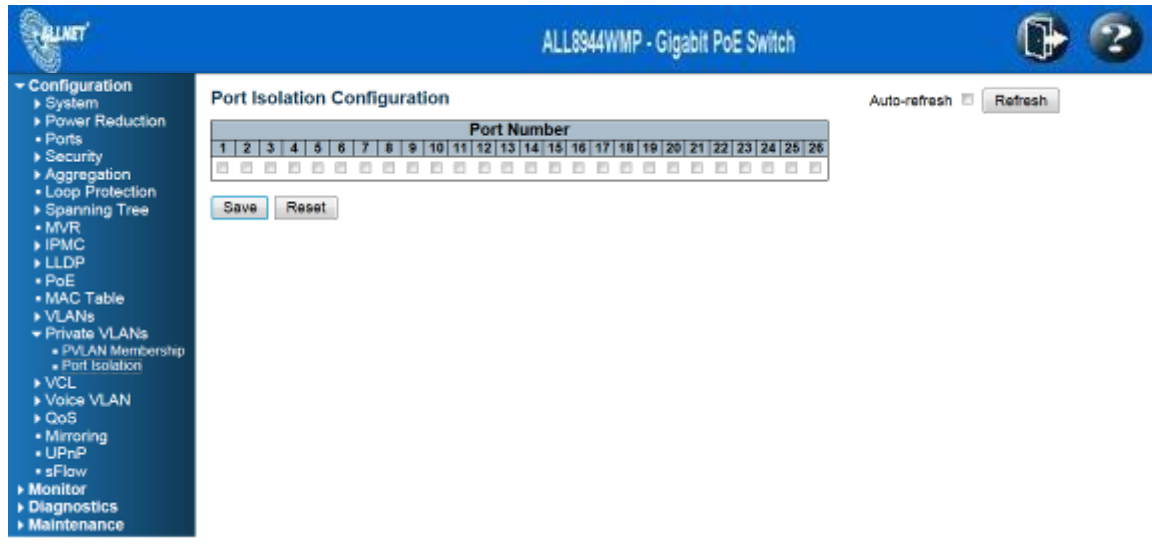 ALLNET
ALL8944WMP - Gigabit PoE Switch
?
Configuration
System
Power Reduction
Ports
Security
Aggregation
Loop Protection
Spanning Tree
MVR
IPMC
LLDP
PoE
MAC Table
VLANs
Private VLANs
PVLAN Membership
Port Isolation
VCL
Voice VLAN
QoS
Mirroring
UPnP
sFlow
Monitor
Diagnostics
Maintenance
Port Isolation Configuration
Auto-refresh Refresh
Port Number
1 2 3 4 5 6 7 8 9 10 11 12 13 14 15 16 17 18 19 20 21 22 23 24 25 26
Save Reset